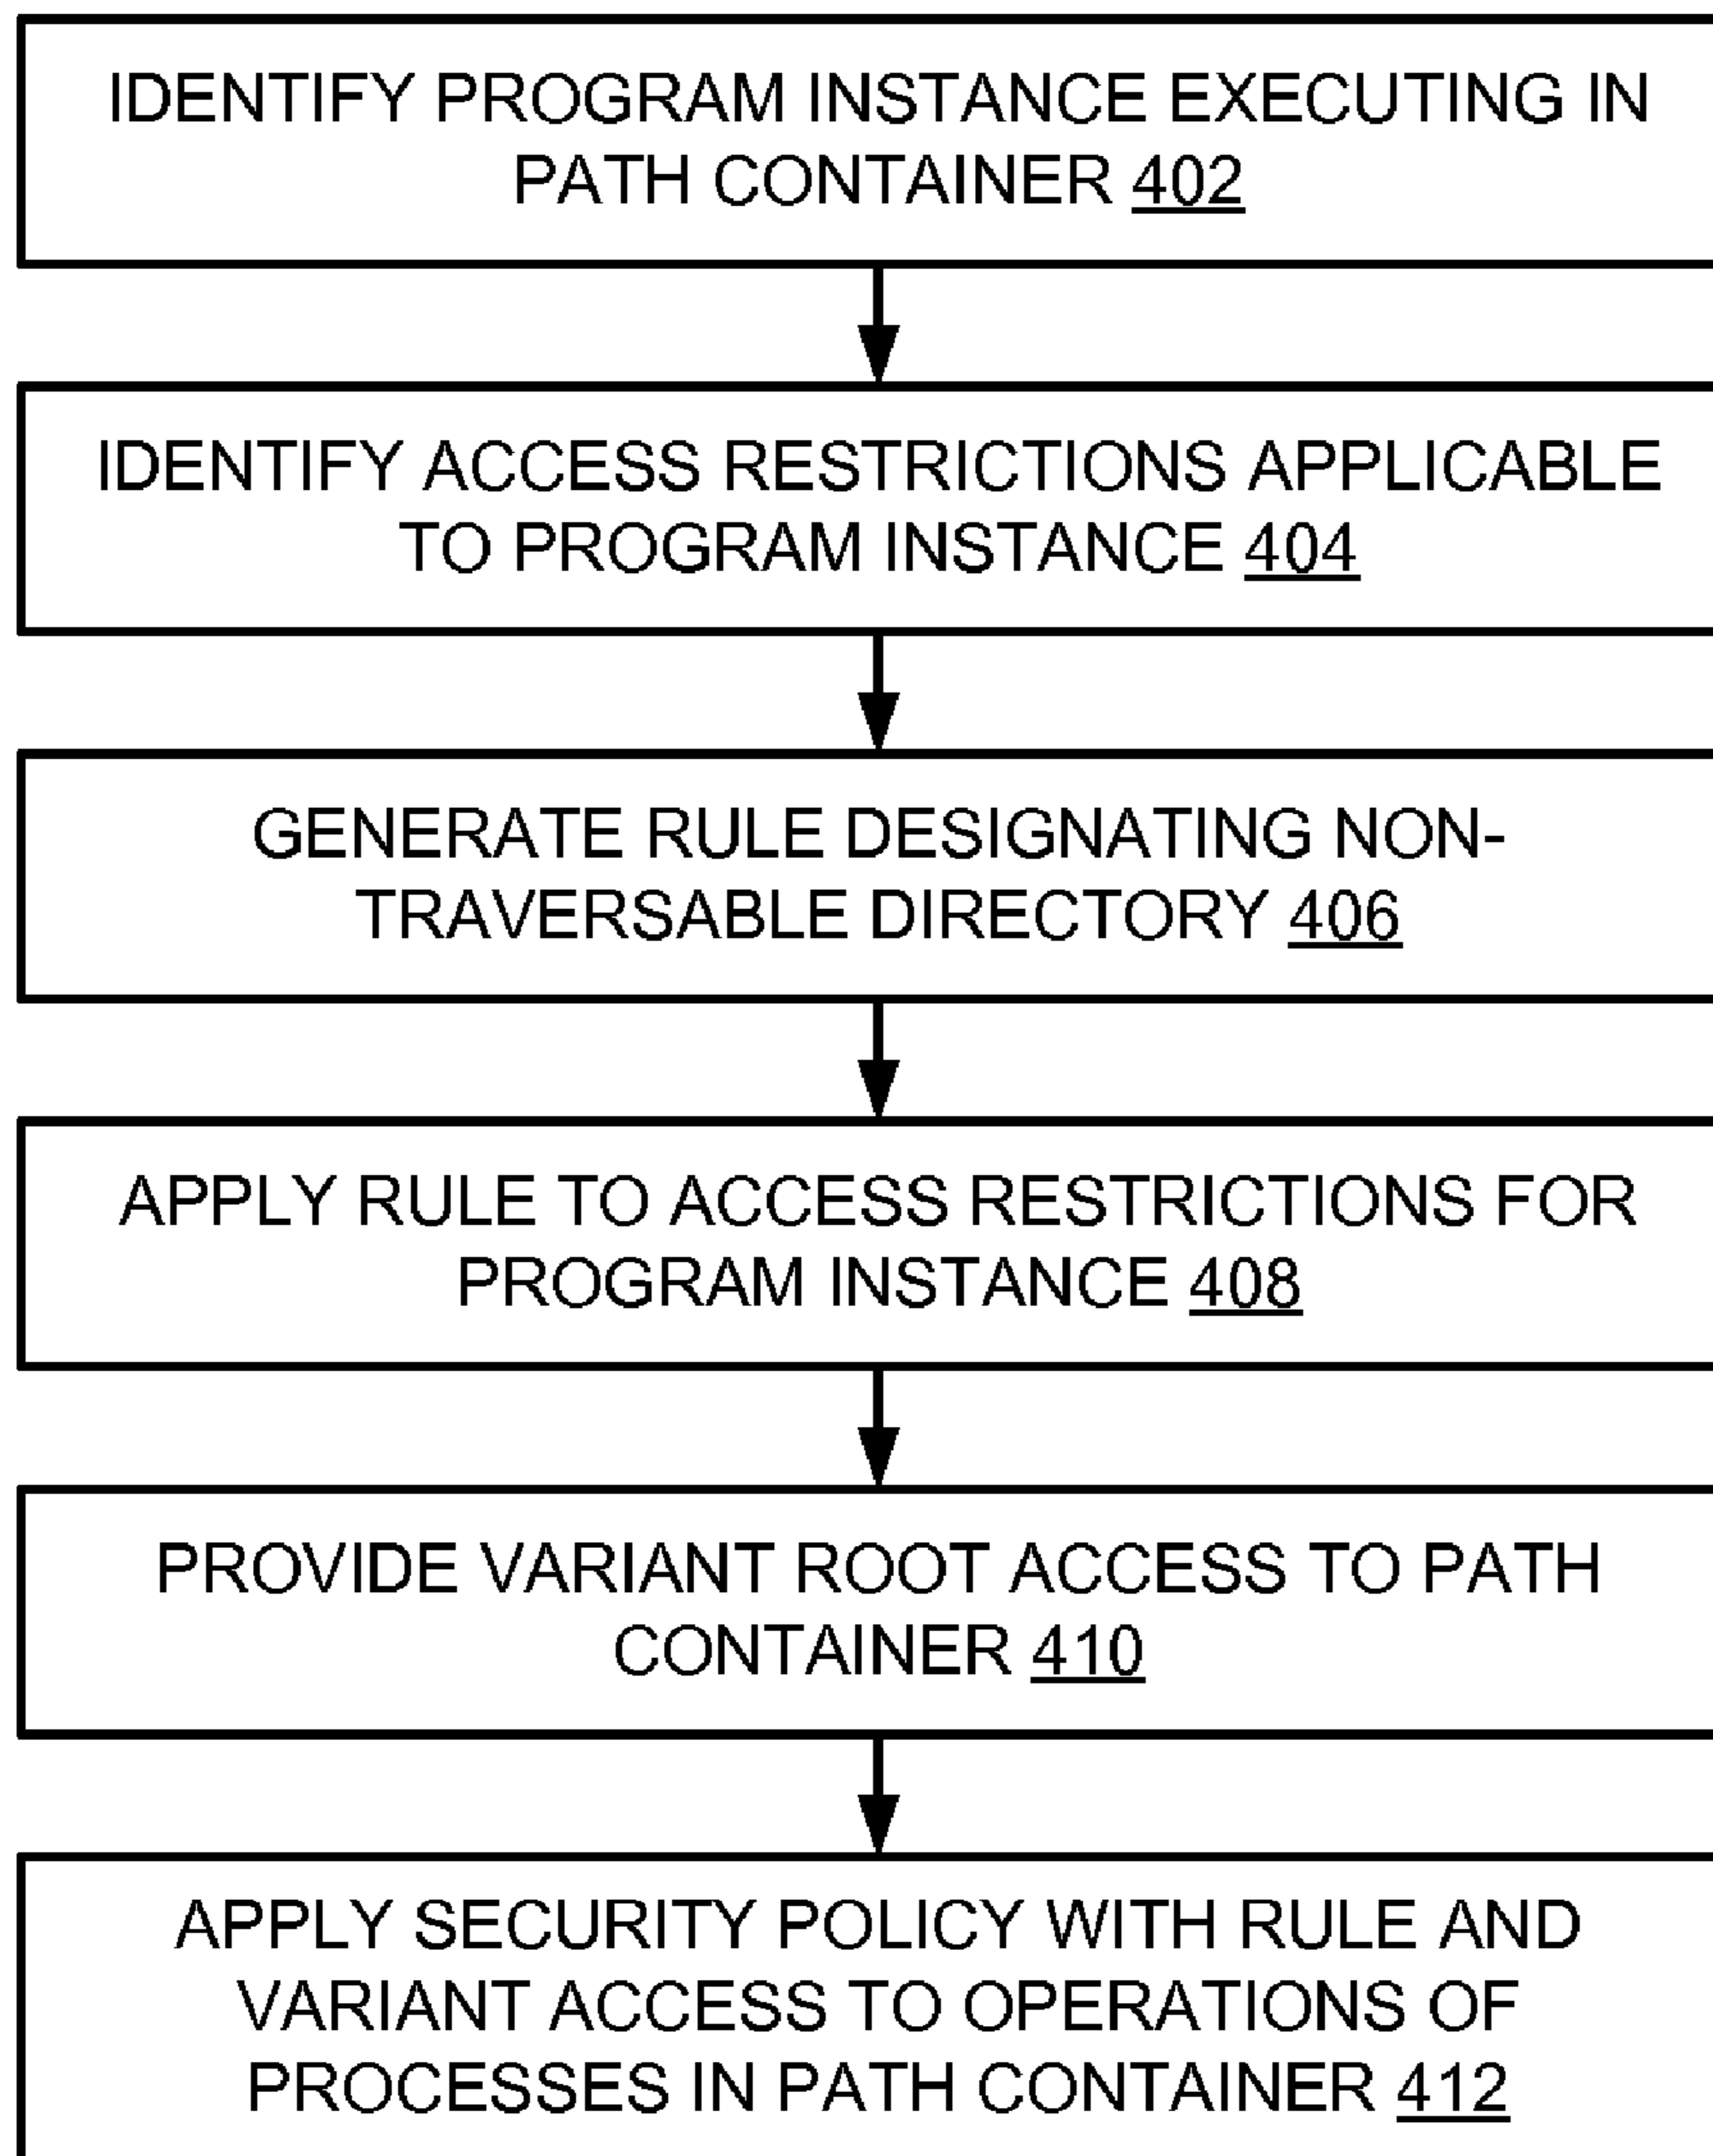 IDENTIFY PROGRAM INSTANCE EXECUTING IN
PATH CONTAINER 402
IDENTIFY ACCESS RESTRICTIONS APPLICABLE
TO PROGRAM INSTANCE 404
GENERATE RULE DESIGNATING NON-
TRAVERSABLE DIRECTORY 406
APPLY RULE TO ACCESS RESTRICTIONS FOR
PROGRAM INSTANCE 408
PROVIDE VARIANT ROOT ACCESS TO PATH
CONTAINER 410
APPLY SECURITY POLICY WITH RULE AND
VARIANT ACCESS TO OPERATIONS OF
PROCESSES IN PATH CONTAINER 412